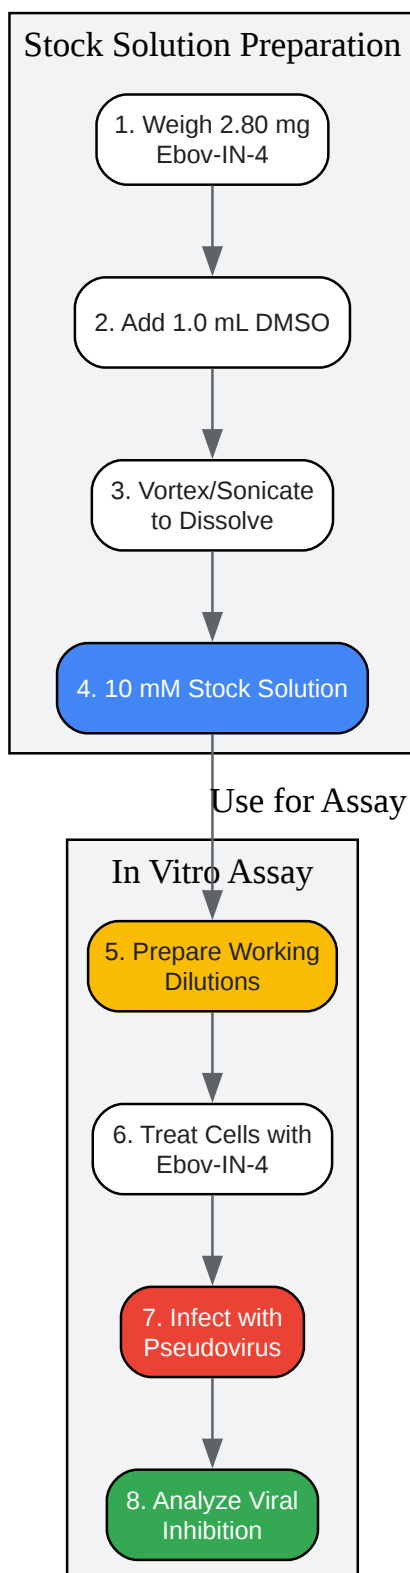 Stock Solution Preparation
1. Weigh 2.80 mg
Ebov-IN-4
2. Add 1.0 mL DMSO
3. Vortex/Sonicate
to Dissolve
4. 10 mM Stock Solution
Use for Assay
In Vitro Assay
5. Prepare Working
Dilutions
6. Treat Cells with
Ebov-IN-4
7. Infect with
Pseudovirus
8. Analyze Viral
Inhibition